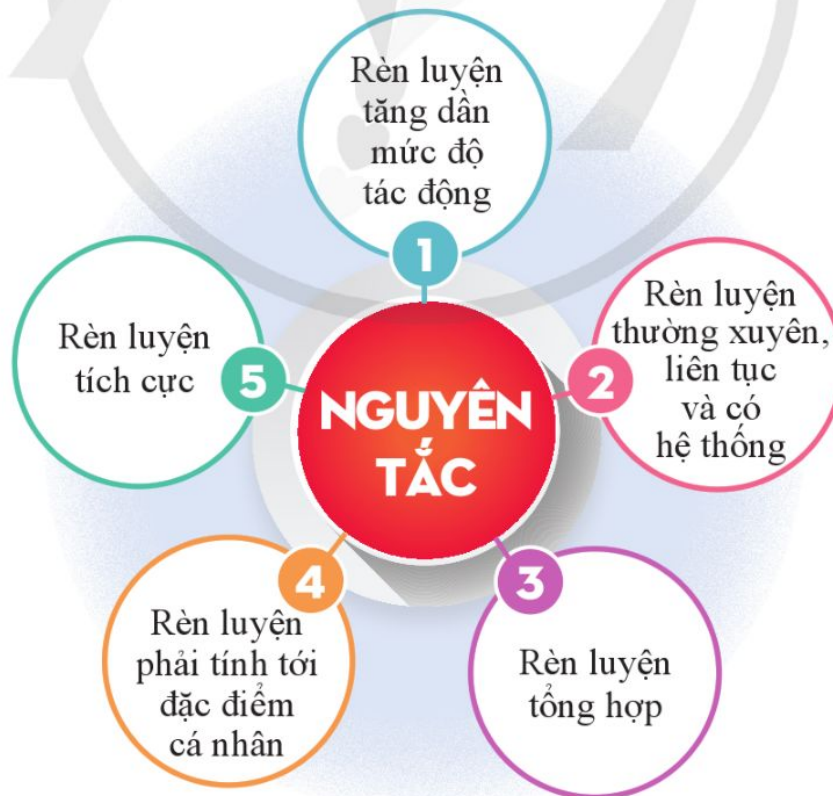 Rèn luyện
tăng dần
mức độ
tác động
1
Rèn luyện
thường xuyên,
liên tục
và có
hệ thống
2
Rèn luyện
tổng hợp
3
Rèn luyện
phải tính tới
đặc điểm
cá nhân
4
Rèn luyện
tích cực
5
NGUYÊN
TẮC